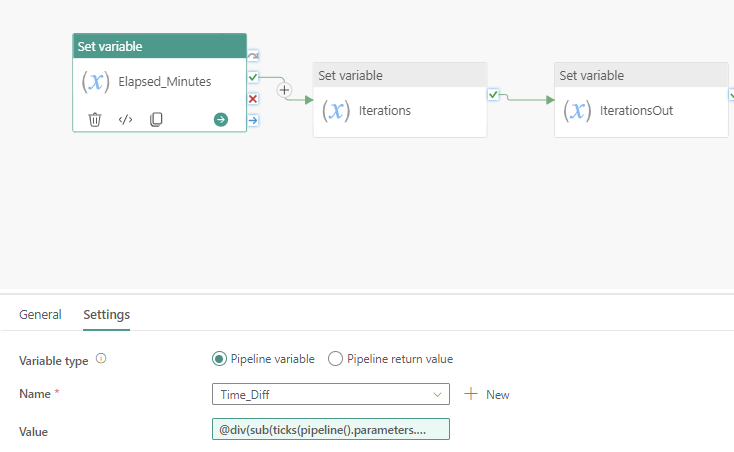 Set variable
(x) Elapsed_Minutes
</>
Set variable
(x) Iterations
Set variable
(x) IterationsOut
General Settings
Variable type Pipeline variable Pipeline return value
Name * Time_Diff New
Value @div(sub(ticks(pipeline().parameters....